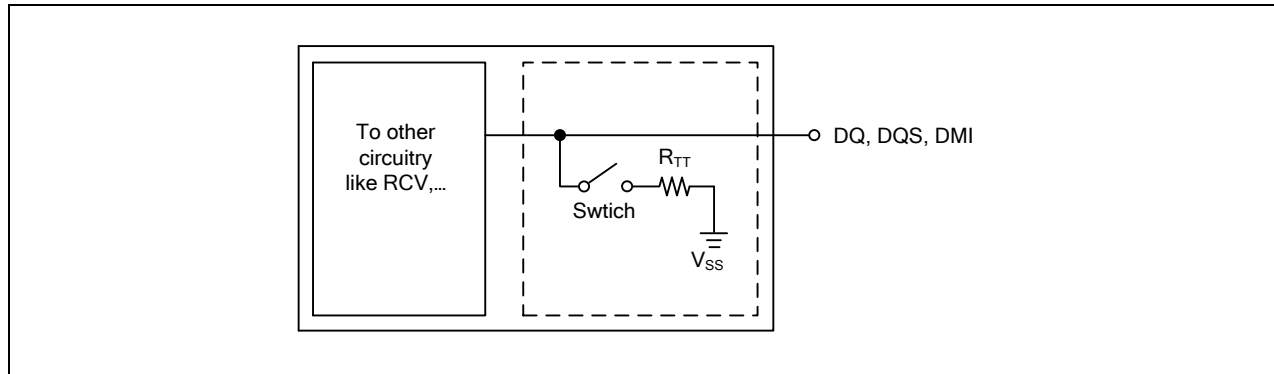 To other
circuitry
like RCV,...
DQ, DQS, DMI
RTT
Swtich
VSS